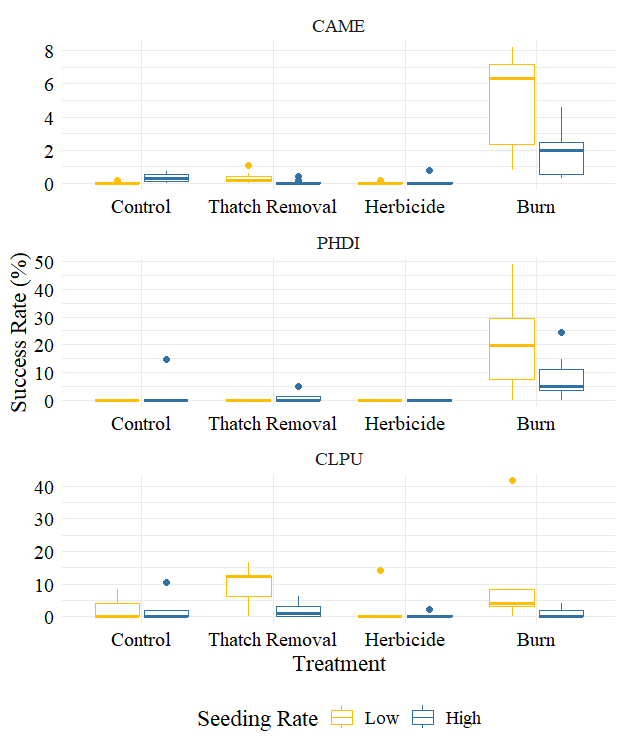 CAME
8
6
4
2
0
Control Thatch Removal Herbicide Burn
PHDI
50
40
30
20
10
0
Control Thatch Removal Herbicide Burn
CLPU
40
30
20
10
0
Control Thatch Removal Herbicide Burn
Success Rate (%)
Treatment
Seeding Rate Low High